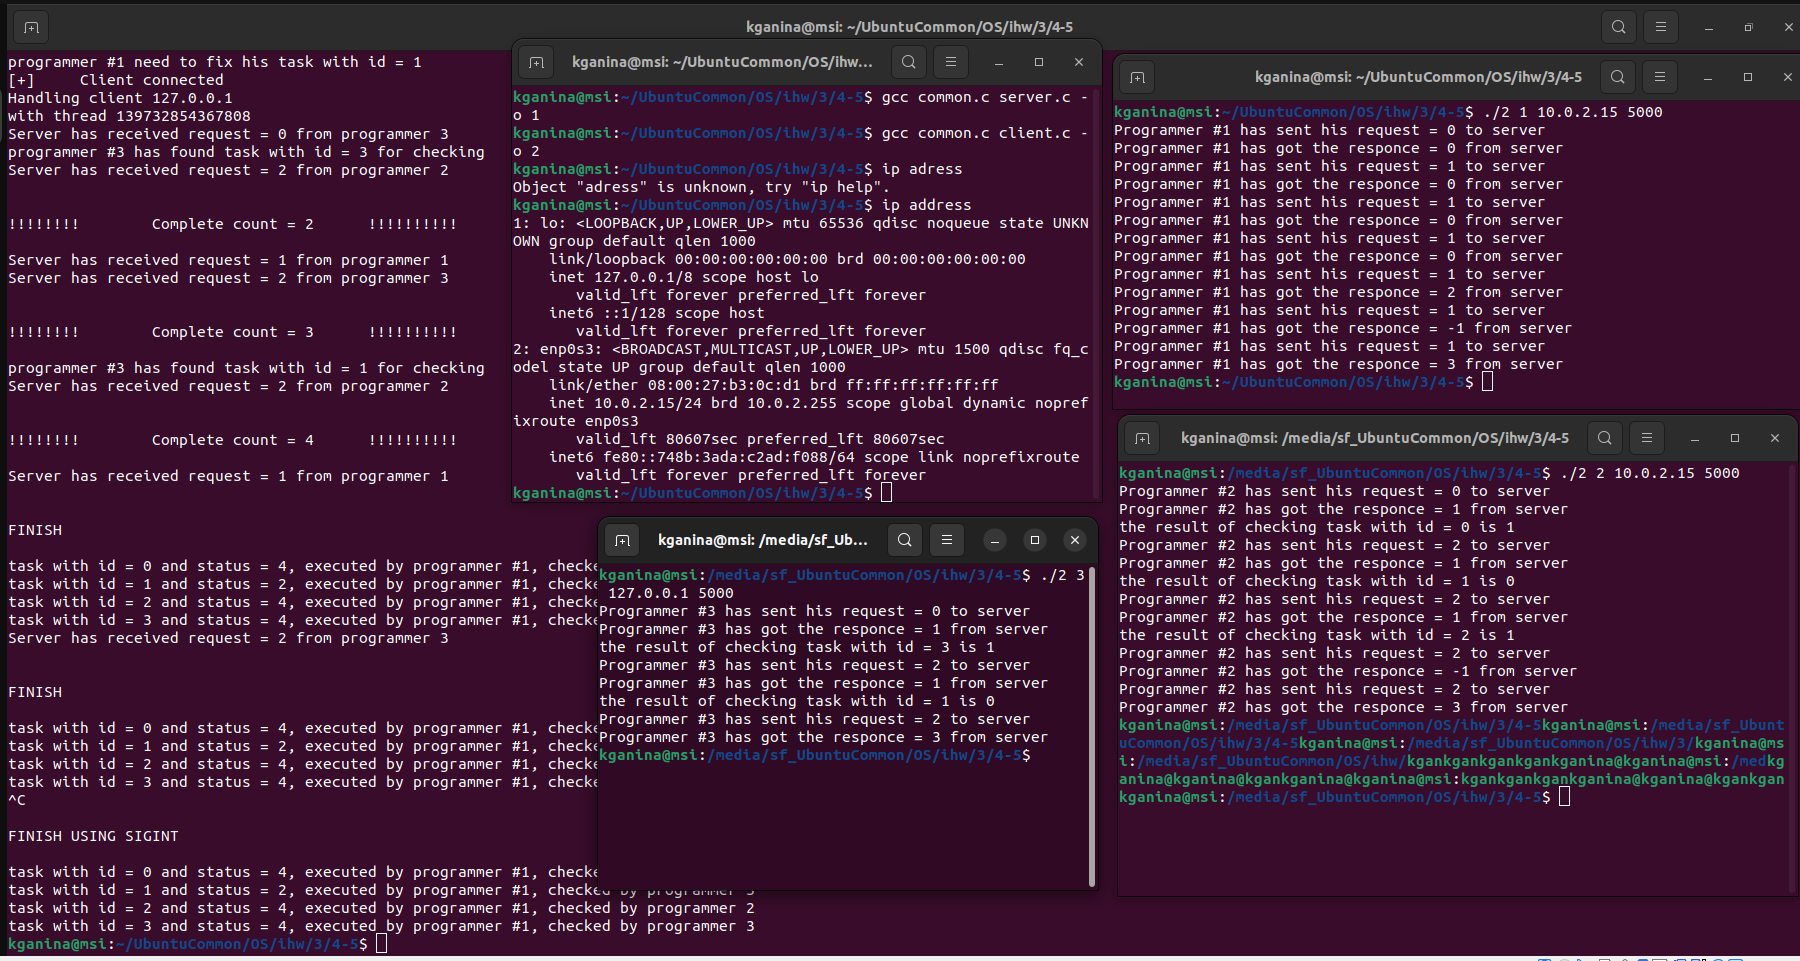 kganina@msi: ~/UbuntuCommon/OS/ihw/3/4-5
programmer #1 need to fix his task with id = 1
[+]     Client connected
Handling client 127.0.0.1
with thread 139732854367808
Server has received request = 0 from programmer 3
programmer #3 has found task with id = 3 for checking
Server has received request = 2 from programmer 2
!!!!!!!!        Complete count = 2      !!!!!!!!!!
Server has received request = 1 from programmer 1
Server has received request = 2 from programmer 3
!!!!!!!!        Complete count = 3      !!!!!!!!!!
programmer #3 has found task with id = 1 for checking
Server has received request = 2 from programmer 2
!!!!!!!!        Complete count = 4      !!!!!!!!!!
Server has received request = 1 from programmer 1
FINISH
task with id = 0 and status = 4, executed by programmer #1, checke
task with id = 1 and status = 2, executed by programmer #1, checke
task with id = 2 and status = 4, executed by programmer #1, checke
task with id = 3 and status = 4, executed by programmer #1, checke
Server has received request = 2 from programmer 3
FINISH
task with id = 0 and status = 4, executed by programmer #1, checke
task with id = 1 and status = 2, executed by programmer #1, checke
task with id = 2 and status = 4, executed by programmer #1, checke
task with id = 3 and status = 4, executed by programmer #1, checke
^C
FINISH USING SIGINT
task with id = 0 and status = 4, executed by programmer #1, checke
task with id = 1 and status = 2, executed by programmer #1, checked by programmer 3
task with id = 2 and status = 4, executed by programmer #1, checked by programmer 2
task with id = 3 and status = 4, executed by programmer #1, checked by programmer 3
kganina@msi:~/UbuntuCommon/OS/ihw/3/4-5$
kganina@msi: ~/UbuntuCommon/OS/ihw...
kganina@msi:~/UbuntuCommon/OS/ihw/3/4-5$ gcc common.c server.c -
o 1
kganina@msi:~/UbuntuCommon/OS/ihw/3/4-5$ gcc common.c client.c -
o 2
kganina@msi:~/UbuntuCommon/OS/ihw/3/4-5$ ip adress
Object "adress" is unknown, try "ip help".
kganina@msi:~/UbuntuCommon/OS/ihw/3/4-5$ ip address
1: lo: <LOOPBACK,UP,LOWER_UP> mtu 65536 qdisc noqueue state UNKN
OWN group default qlen 1000
    link/loopback 00:00:00:00:00:00 brd 00:00:00:00:00:00
    inet 127.0.0.1/8 scope host lo
       valid_lft forever preferred_lft forever
    inet6 ::1/128 scope host
       valid_lft forever preferred_lft forever
2: enp0s3: <BROADCAST,MULTICAST,UP,LOWER_UP> mtu 1500 qdisc fq_c
odel state UP group default qlen 1000
    link/ether 08:00:27:b3:0c:d1 brd ff:ff:ff:ff:ff:ff
    inet 10.0.2.15/24 brd 10.0.2.255 scope global dynamic nopref
ixroute enp0s3
       valid_lft 80607sec preferred_lft 80607sec
    inet6 fe80::748b:3ada:c2ad:f088/64 scope link noprefixroute
       valid_lft forever preferred_lft forever
kganina@msi:~/UbuntuCommon/OS/ihw/3/4-5$
kganina@msi: /media/sf_Ub...
kganina@msi:/media/sf_UbuntuCommon/OS/ihw/3/4-5$ ./2 3
 127.0.0.1 5000
Programmer #3 has sent his request = 0 to server
Programmer #3 has got the responce = 1 from server
the result of checking task with id = 3 is 1
Programmer #3 has sent his request = 2 to server
Programmer #3 has got the responce = 1 from server
the result of checking task with id = 1 is 0
Programmer #3 has sent his request = 2 to server
Programmer #3 has got the responce = 3 from server
kganina@msi:/media/sf_UbuntuCommon/OS/ihw/3/4-5$
kganina@msi: ~/UbuntuCommon/OS/ihw/3/4-5
kganina@msi:~/UbuntuCommon/OS/ihw/3/4-5$ ./2 1 10.0.2.15 5000
Programmer #1 has sent his request = 0 to server
Programmer #1 has got the responce = 0 from server
Programmer #1 has sent his request = 1 to server
Programmer #1 has got the responce = 0 from server
Programmer #1 has sent his request = 1 to server
Programmer #1 has got the responce = 0 from server
Programmer #1 has sent his request = 1 to server
Programmer #1 has got the responce = 0 from server
Programmer #1 has sent his request = 1 to server
Programmer #1 has got the responce = 2 from server
Programmer #1 has sent his request = 1 to server
Programmer #1 has got the responce = -1 from server
Programmer #1 has sent his request = 1 to server
Programmer #1 has got the responce = 3 from server
kganina@msi:~/UbuntuCommon/OS/ihw/3/4-5$
kganina@msi: /media/sf_UbuntuCommon/OS/ihw/3/4-5
kganina@msi:/media/sf_UbuntuCommon/OS/ihw/3/4-5$ ./2 2 10.0.2.15 5000
Programmer #2 has sent his request = 0 to server
Programmer #2 has got the responce = 1 from server
the result of checking task with id = 0 is 1
Programmer #2 has sent his request = 2 to server
Programmer #2 has got the responce = 1 from server
the result of checking task with id = 1 is 0
Programmer #2 has sent his request = 2 to server
Programmer #2 has got the responce = 1 from server
the result of checking task with id = 2 is 1
Programmer #2 has sent his request = 2 to server
Programmer #2 has got the responce = -1 from server
Programmer #2 has sent his request = 2 to server
Programmer #2 has got the responce = 3 from server
kganina@msi:/media/sf_UbuntuCommon/OS/ihw/3/4-5kganina@msi:/media/sf_Ubunt
uCommon/OS/ihw/3/4-5kganina@msi:/media/sf_UbuntuCommon/OS/ihw/3/kganina@ms
i:/media/sf_UbuntuCommon/OS/ihw/kgankgankgankgankganina@kganina@msi:/medkg
anina@kganina@kgankganina@kganina@msi:kgankgankgankganina@kganina@kgankgan
kganina@msi:/media/sf_UbuntuCommon/OS/ihw/3/4-5$